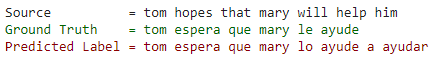 Source        = tom hopes that mary will help him
Ground Truth    = tom espera que mary le ayude
Predicted Label = tom espera que mary lo ayude a ayudar